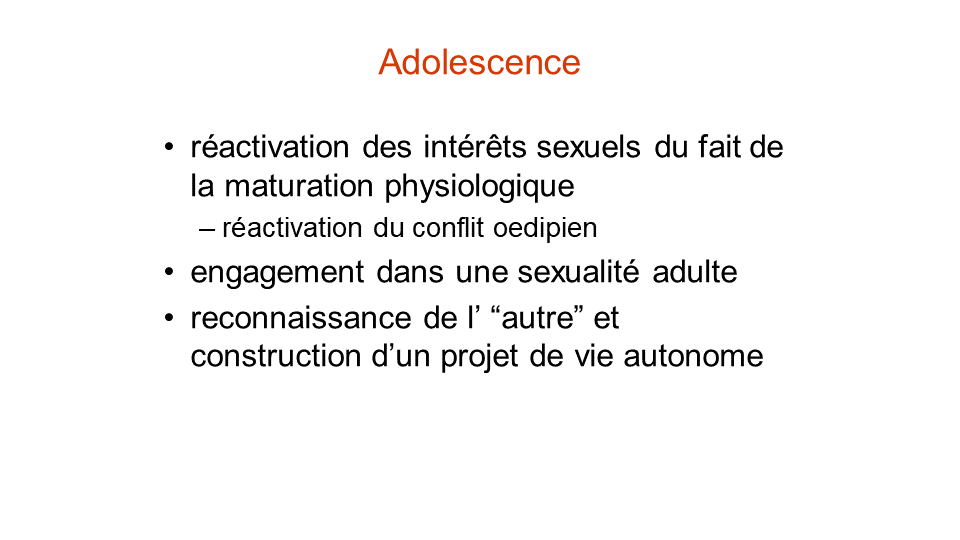 Adolescence
• réactivation des intérêts sexuels du fait de
la maturation physiologique
– réactivation du conflit oedipien
• engagement dans une sexualité adulte
• reconnaissance de l’ “autre” et
construction d’un projet de vie autonome